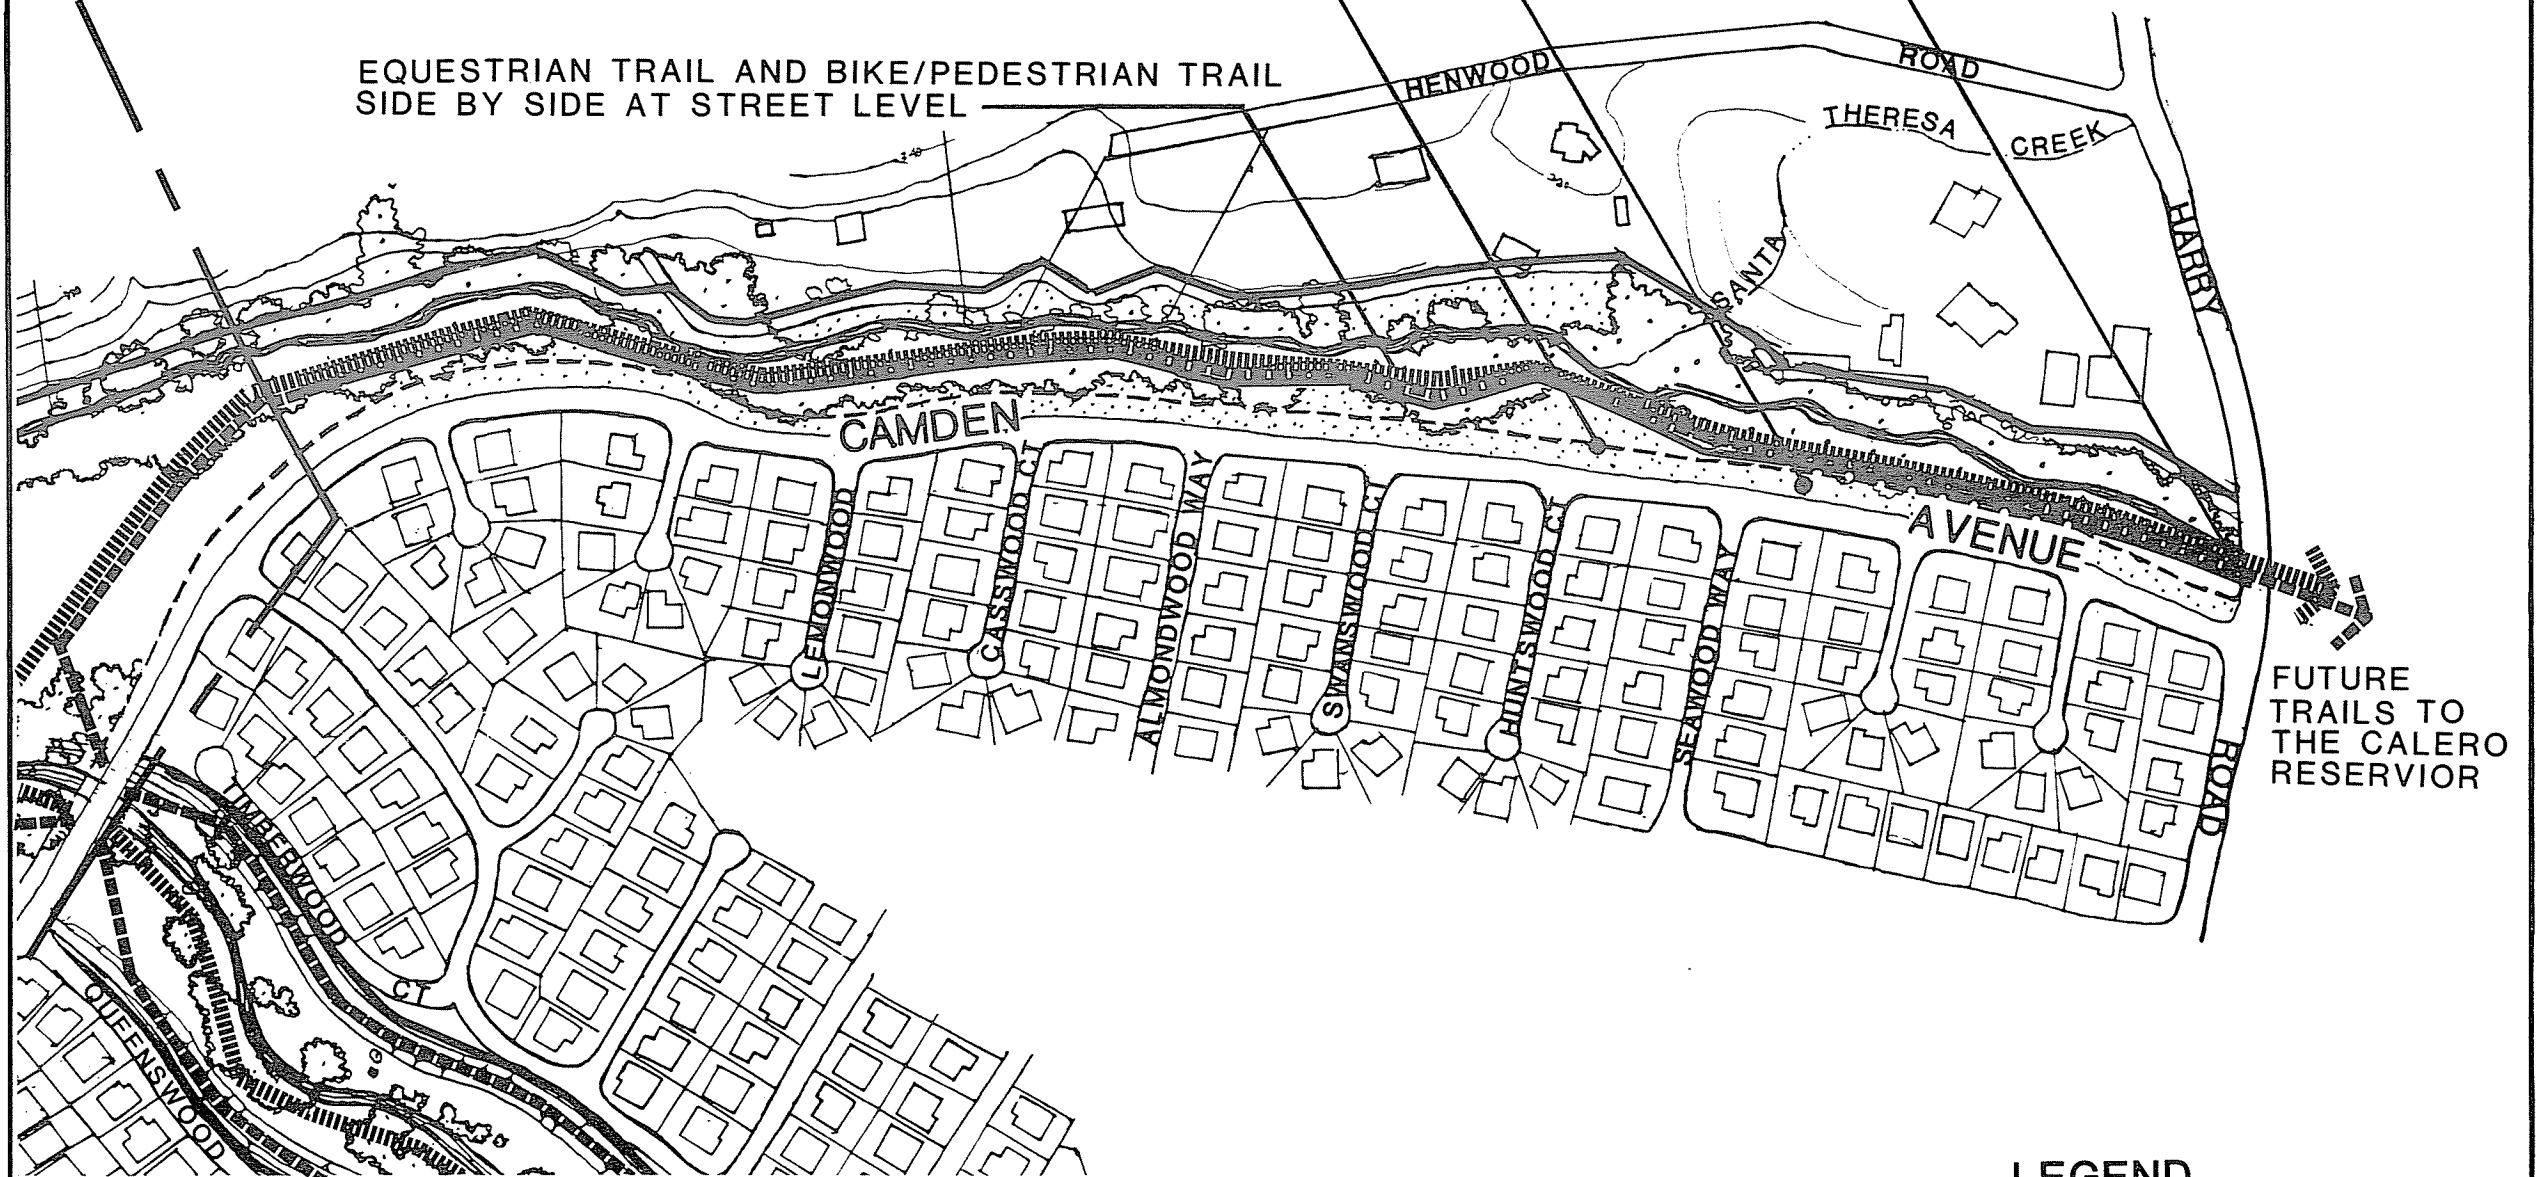 EQUESTRIAN TRAIL AND BIKE/PEDESTRIAN TRAIL
SIDE BY SIDE AT STREET LEVEL
HENWOOD ROAD
SANTA THERESA CREEK
HARRY ROAD
CAMDEN AVENUE
LEMONWOOD
CASSWOOD CT
ALMONDWOOD WAY
SWANSWOOD CT
HUNTSWOOD CT
SEAWOOD WAY
FUTURE
TRAILS TO
THE CALERO
RESERVIOR
TIMBERWOOD CT
QUEENSWOOD
LEGEND